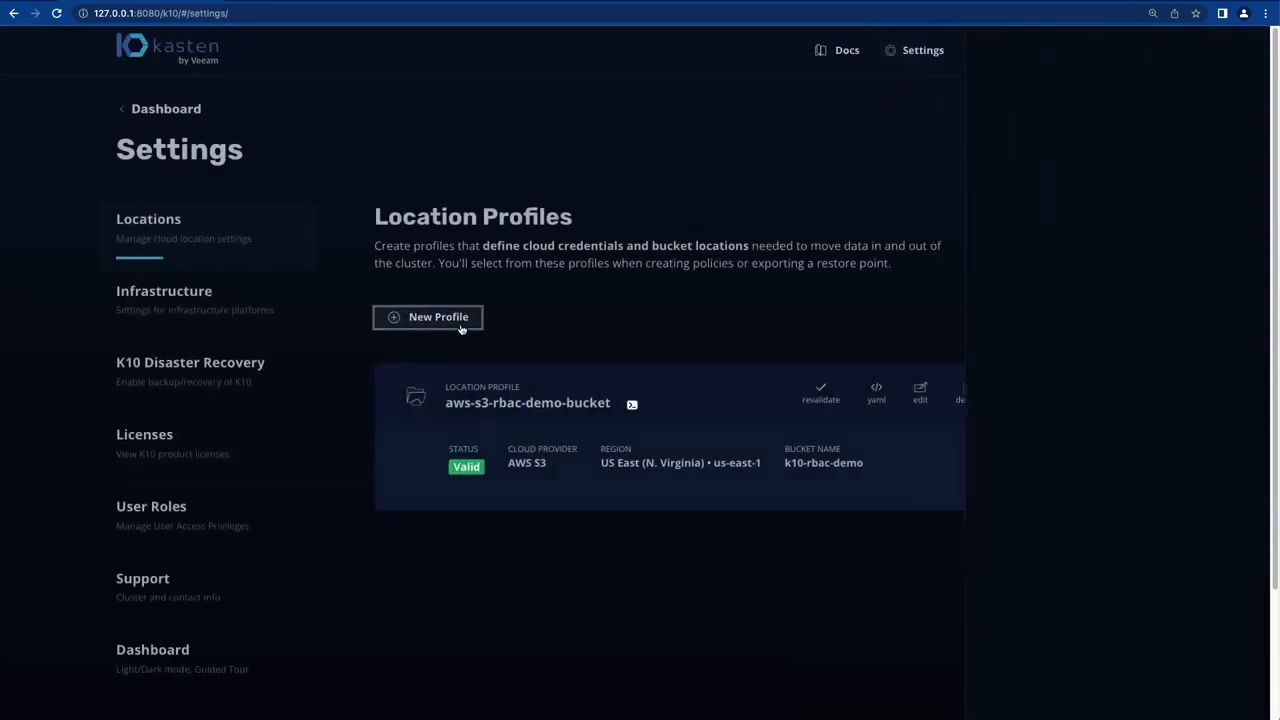 127.0.0.1:8080/k10/#/settings/
kasten
by Veeam
Docs
Settings
Dashboard
Settings
Locations
Manage cloud location settings
Infrastructure
Settings for infrastructure platforms
K10 Disaster Recovery
Enable backup/recovery of K10
Licenses
View K10 product licenses
User Roles
Manage User Access Privileges
Support
Cluster and contact info
Dashboard
Light/Dark mode, Guided Tour.
Location Profiles
Create profiles that define cloud credentials and bucket locations needed to move data in and out of
the cluster. You'll select from these profiles when creating policies or exporting a restore point.
New Profile
LOCATION PROFILE
aws-s3-rbac-demo-bucket
revalidate
yaml
edit
de
STATUS
Valid
CLOUD PROVIDER
AWS S3
REGION
US East (N. Virginia) • us-east-1
BUCKET NAME
k10-rbac-demo